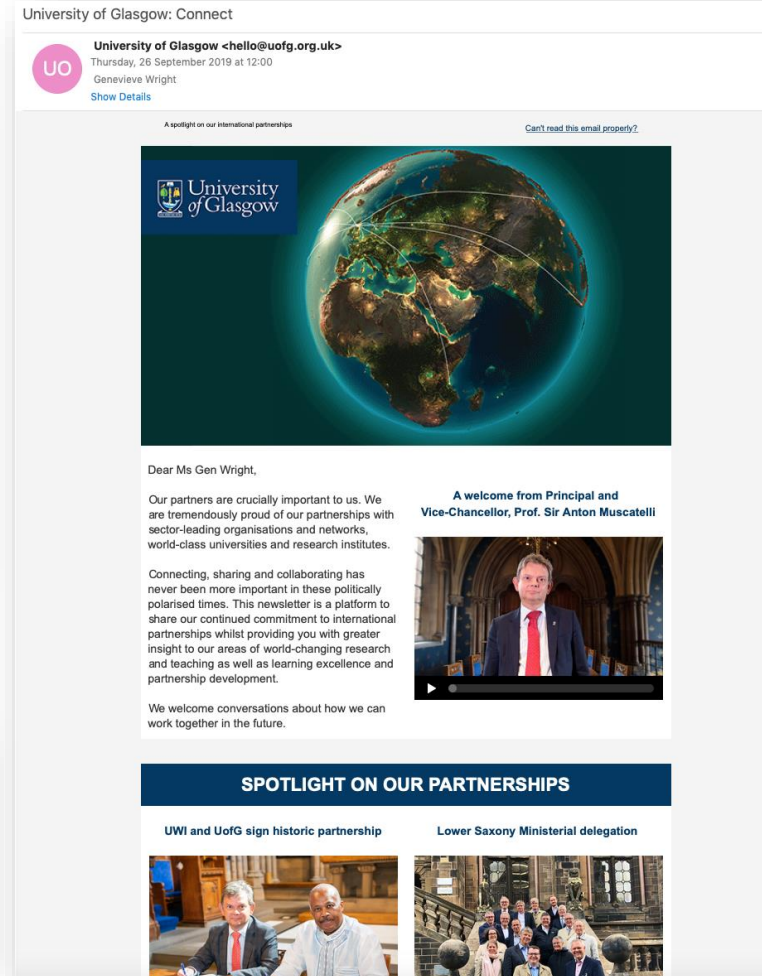 University of Glasgow: Connect
UO
University of Glasgow <hello@uofg.org.uk>
Thursday, 26 September 2019 at 12:00
Genevieve Wright
Show Details
A spotlight on our international partnerships
Can't read this email properly?
University
of Glasgow
Dear Ms Gen Wright,
Our partners are crucially important to us. We
are tremendously proud of our partnerships with
sector-leading organisations and networks,
world-class universities and research institutes.
Connecting, sharing and collaborating has
never been more important in these politically
polarised times. This newsletter is a platform to
share our continued commitment to international
partnerships whilst providing you with greater
insight to our areas of world-changing research
and teaching as well as learning excellence and
partnership development.
We welcome conversations about how we can
work together in the future.
A welcome from Principal and
Vice-Chancellor, Prof. Sir Anton Muscatelli
SPOTLIGHT ON OUR PARTNERSHIPS
UWI and UofG sign historic partnership
Lower Saxony Ministerial delegation